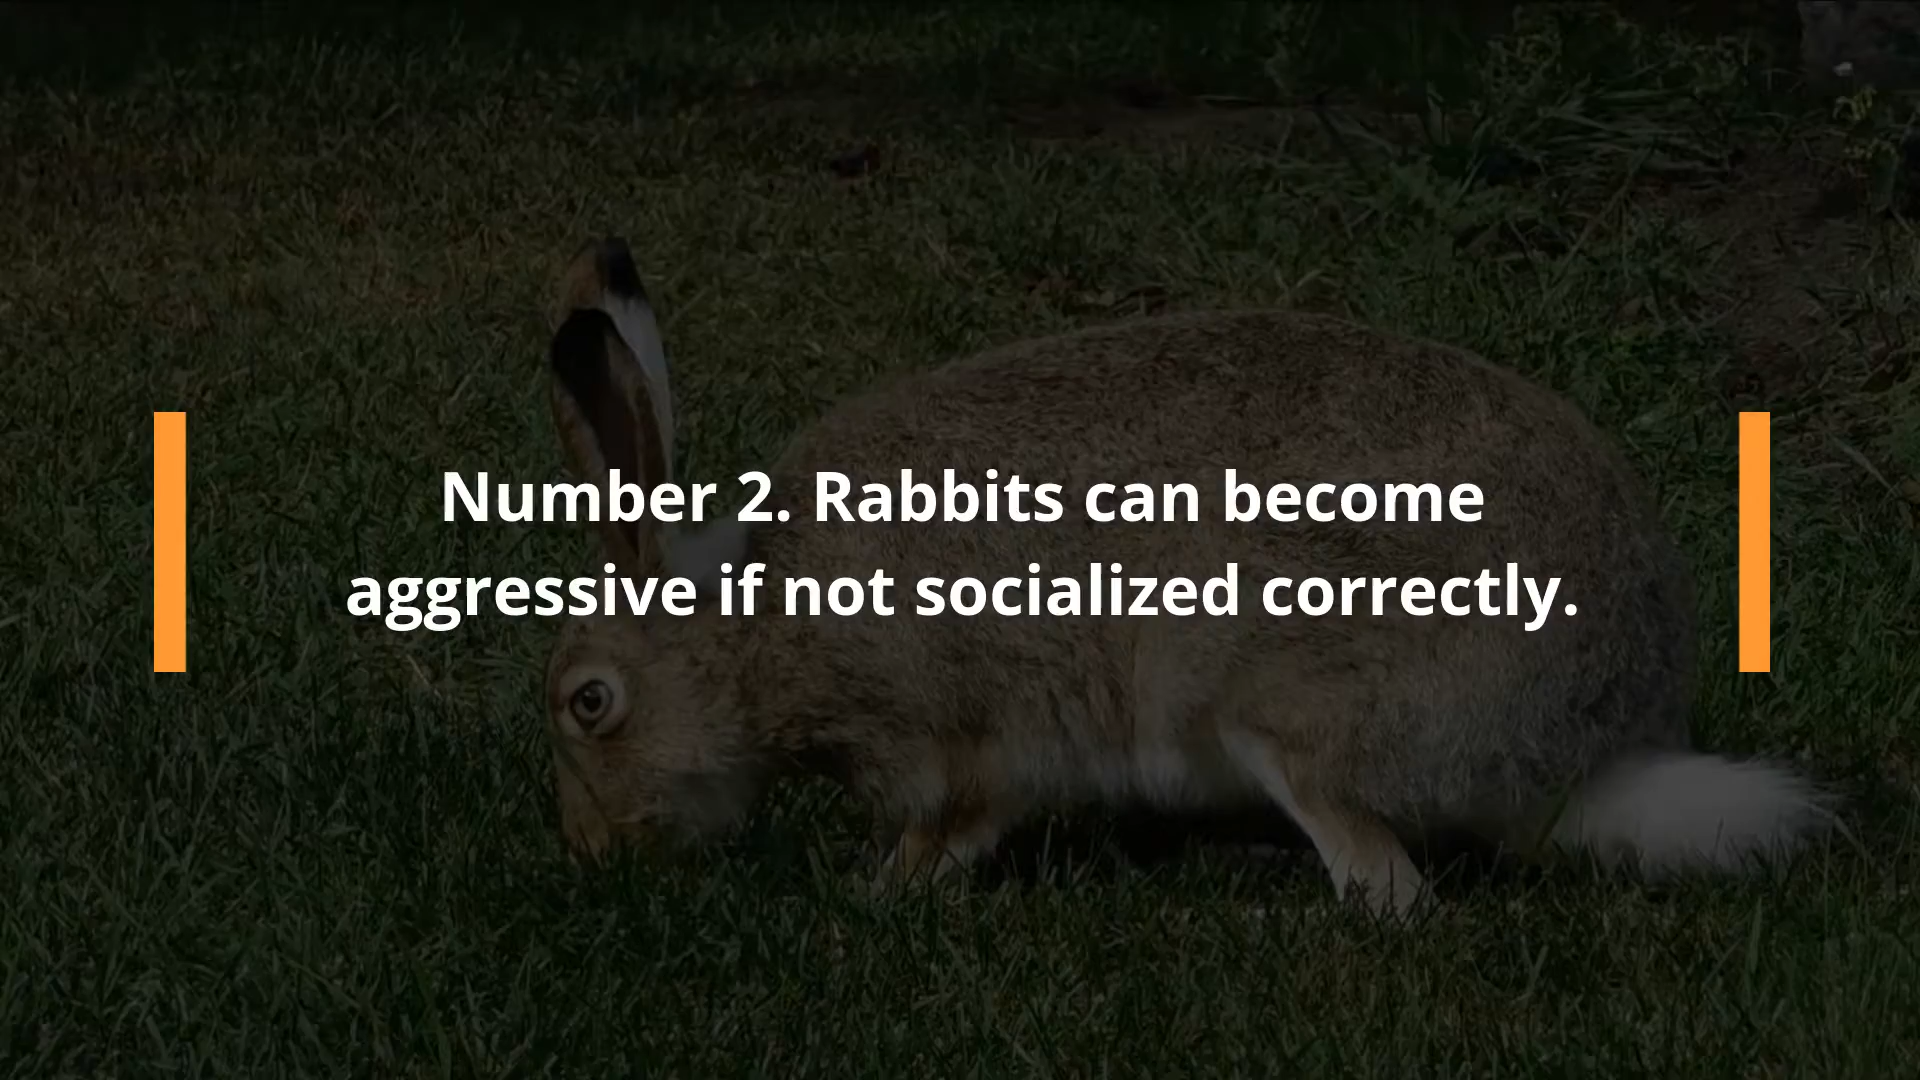 Number 2. Rabbits can become
aggressive if not socialized correctly.